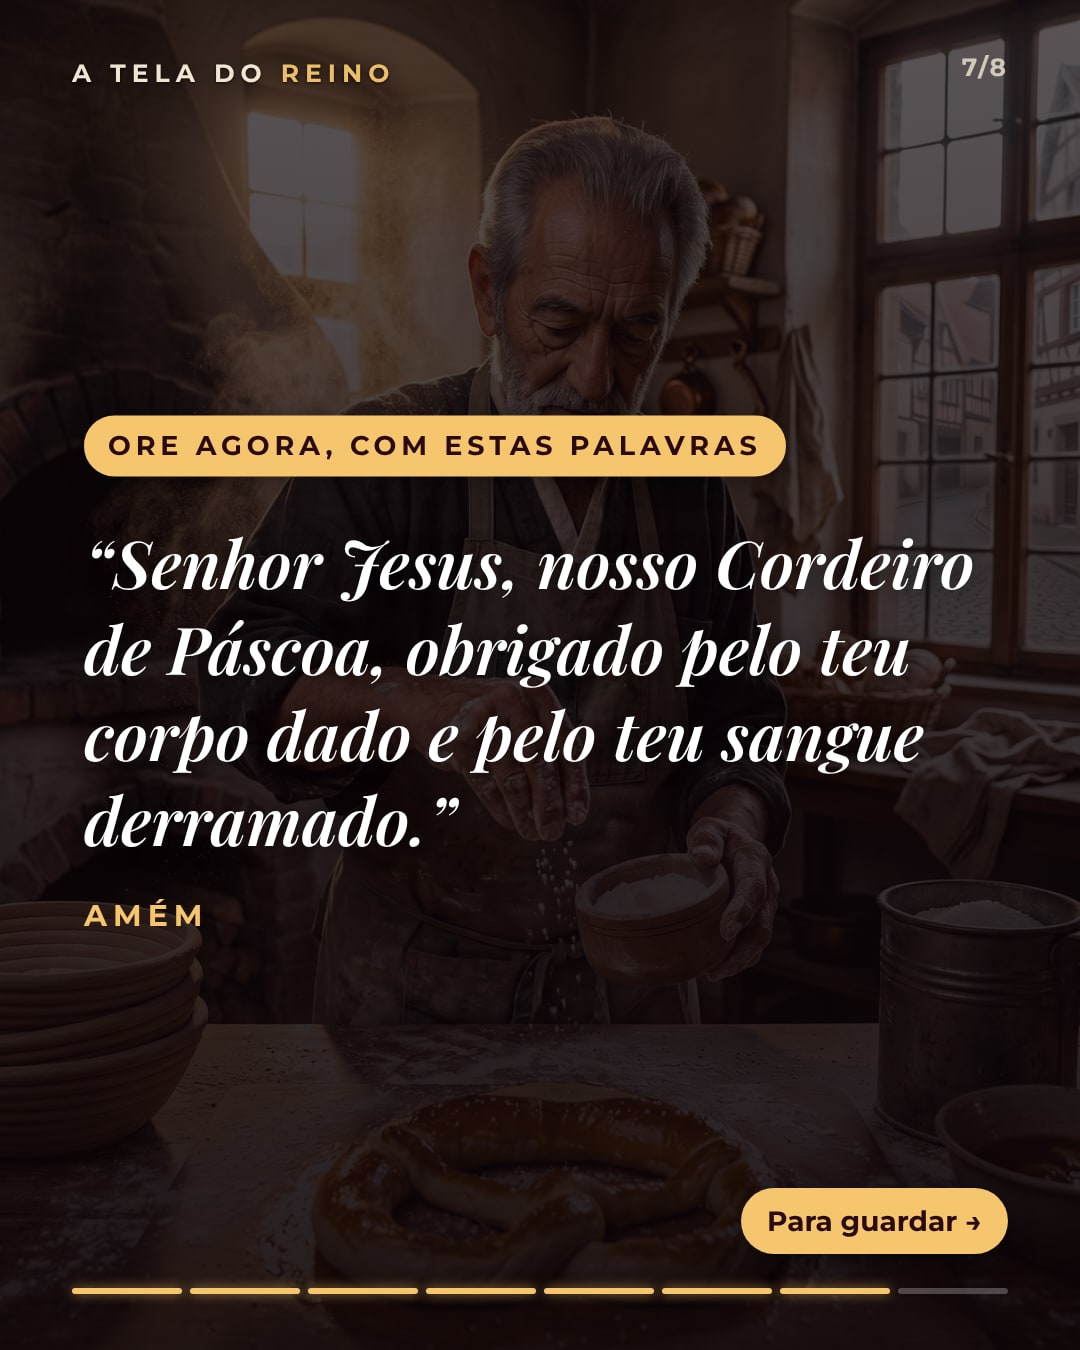 A TELA DO REINO
7/8
ORE AGORA, COM ESTAS PALAVRAS
“Senhor Jesus, nosso Cordeiro
de Páscoa, obrigado pelo teu
corpo dado e pelo teu sangue
derramado.”
AMÉM
Para guardar →